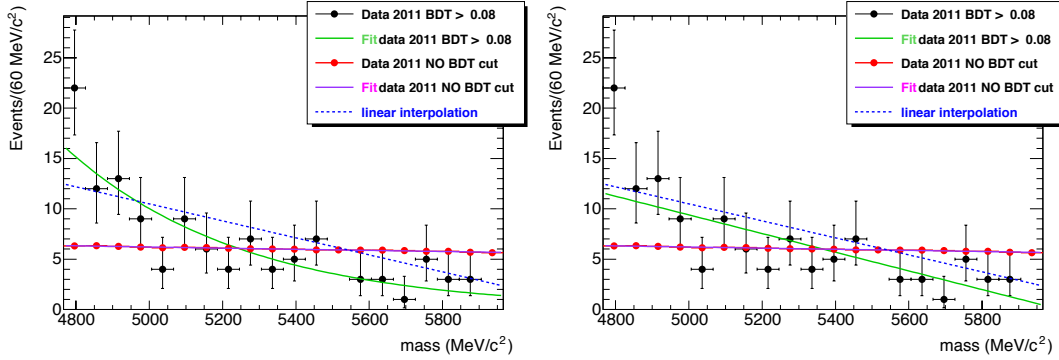 Events/(60 MeV/c²)
25
20
15
10
5
0
4800 5000 5200 5400 5600 5800
mass (MeV/c²)
Data 2011 BDT > 0.08
Fit data 2011 BDT > 0.08
Data 2011 NO BDT cut
Fit data 2011 NO BDT cut
linear interpolation
Events/(60 MeV/c²)
25
20
15
10
5
0
4800 5000 5200 5400 5600 5800
mass (MeV/c²)
Data 2011 BDT > 0.08
Fit data 2011 BDT > 0.08
Data 2011 NO BDT cut
Fit data 2011 NO BDT cut
linear interpolation